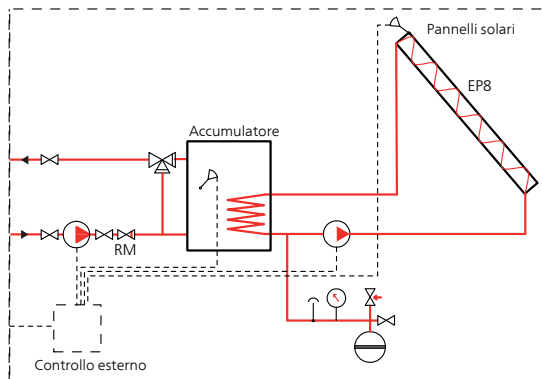 Pannelli solari
EP8
Accumulatore
RM
Controllo esterno